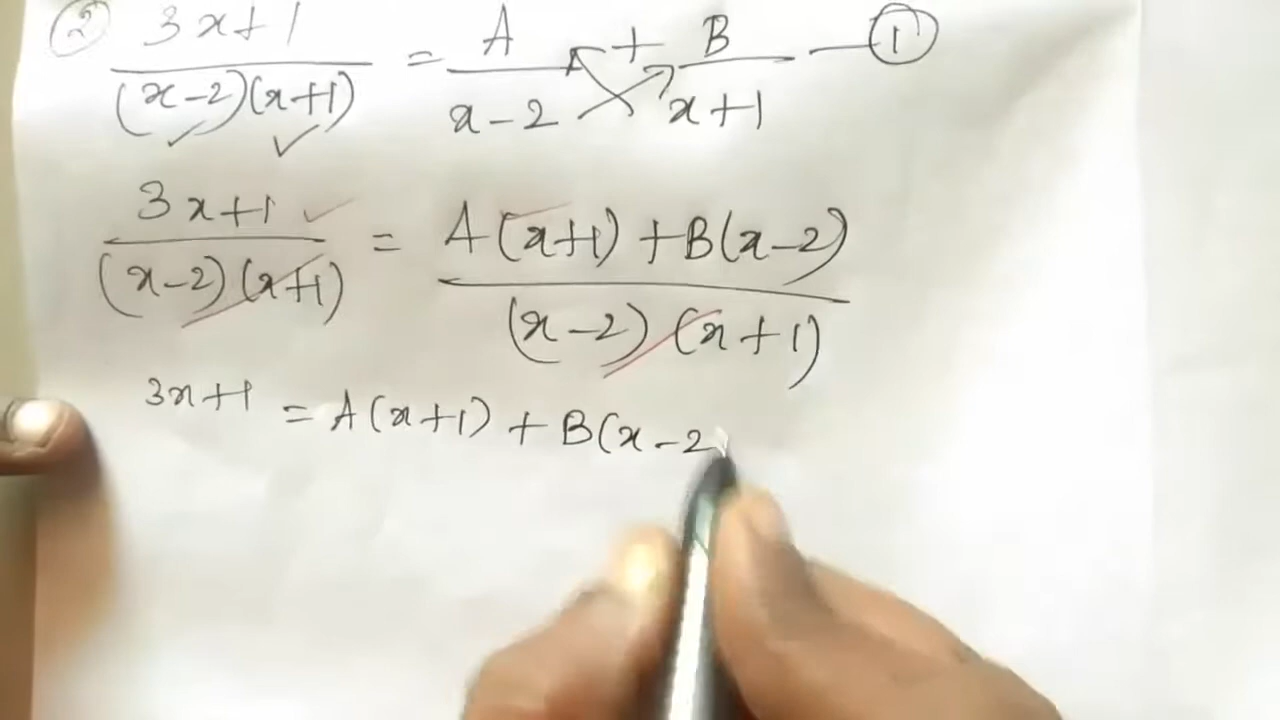 ② 3x+1 / (x-2)(x+1) = A / x-2 + B / x+1 — ①
3x+1 / (x-2)(x+1) = A(x+1) + B(x-2) / (x-2)(x+1)
3x+1 = A(x+1) + B(x-2)